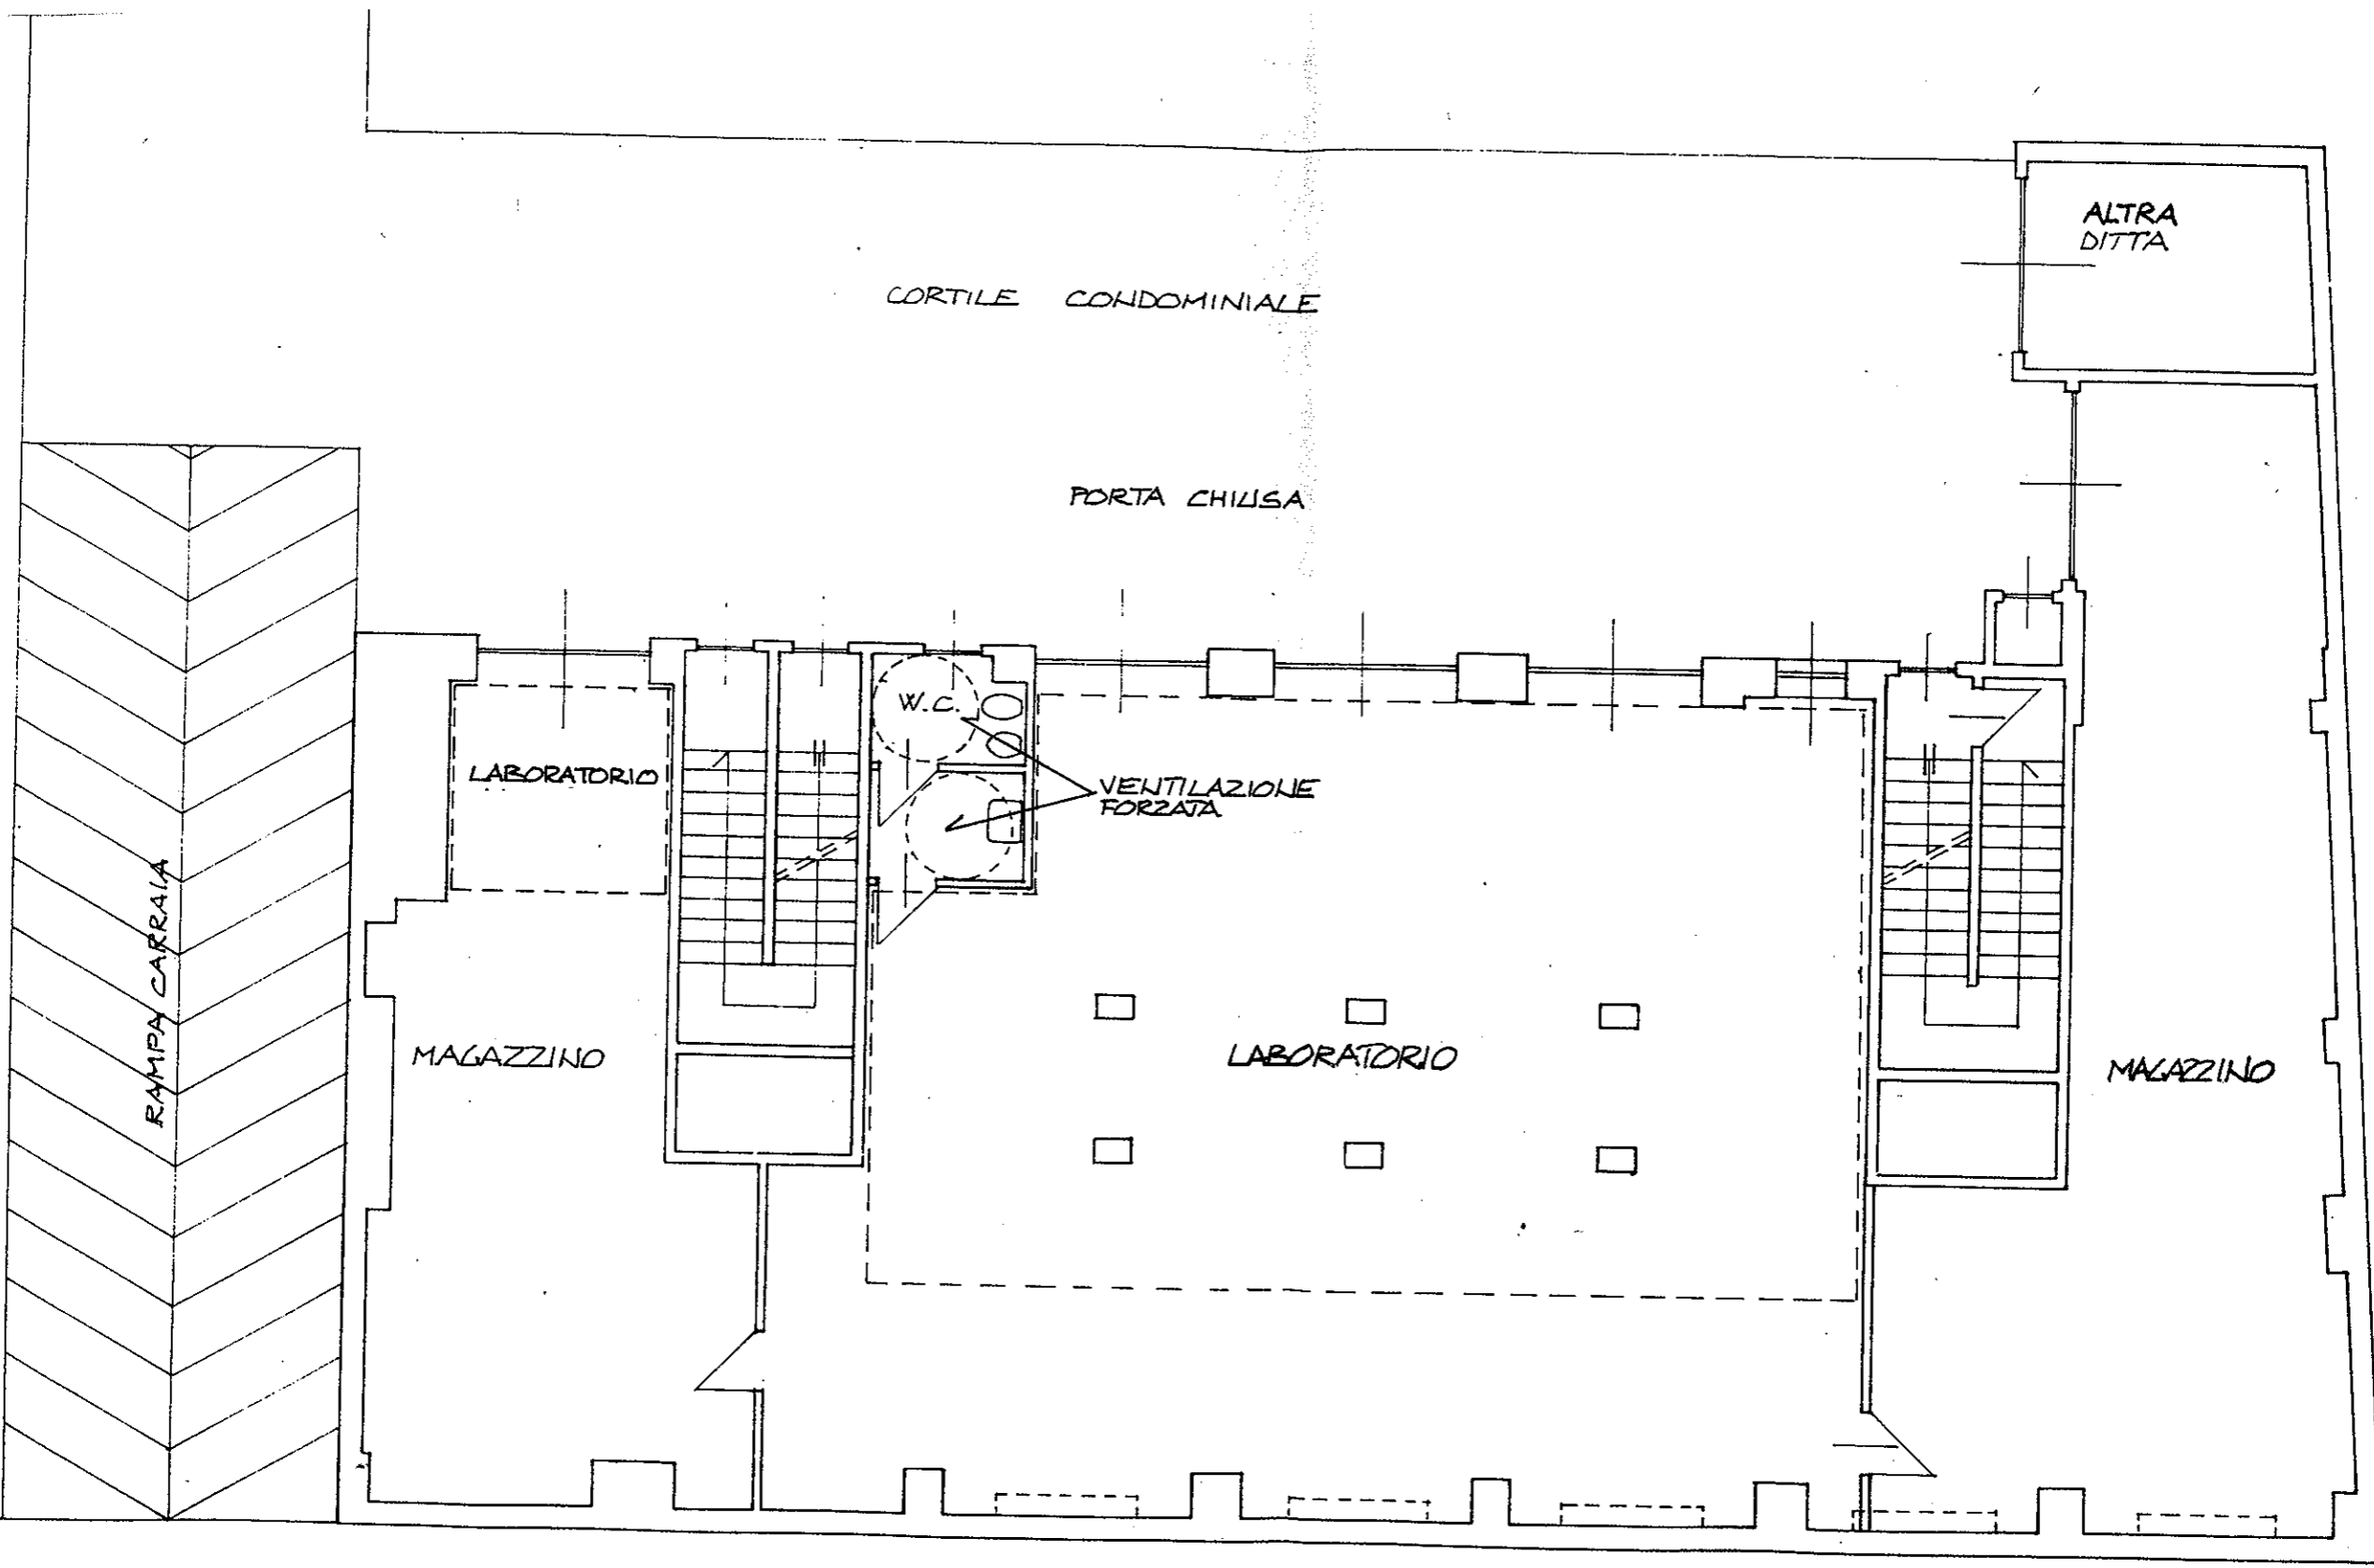 ALTRA
DITTA
CORTILE CONDOMINIALE
PORTA CHIUSA
W.C.
LABORATORIO
VENTILAZIONE
FORZATA
RAMPA CARRAIA
MAGAZZINO
LABORATORIO
MAGAZZINO